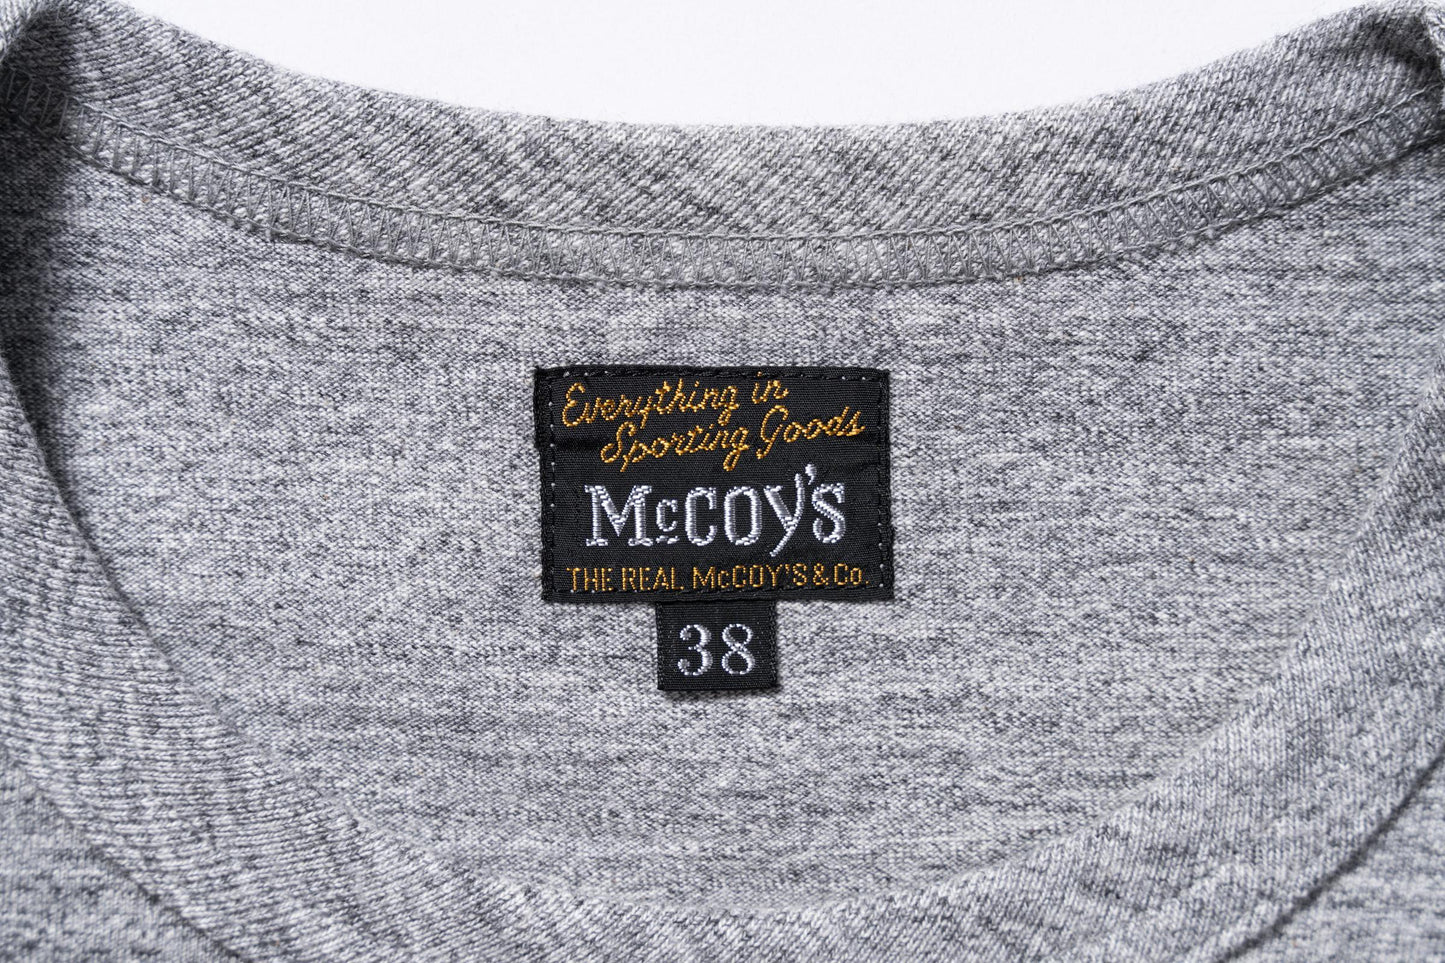 Everything in
Sporting Goods
McCOY'S
THE REAL McCOY'S & Co.
38